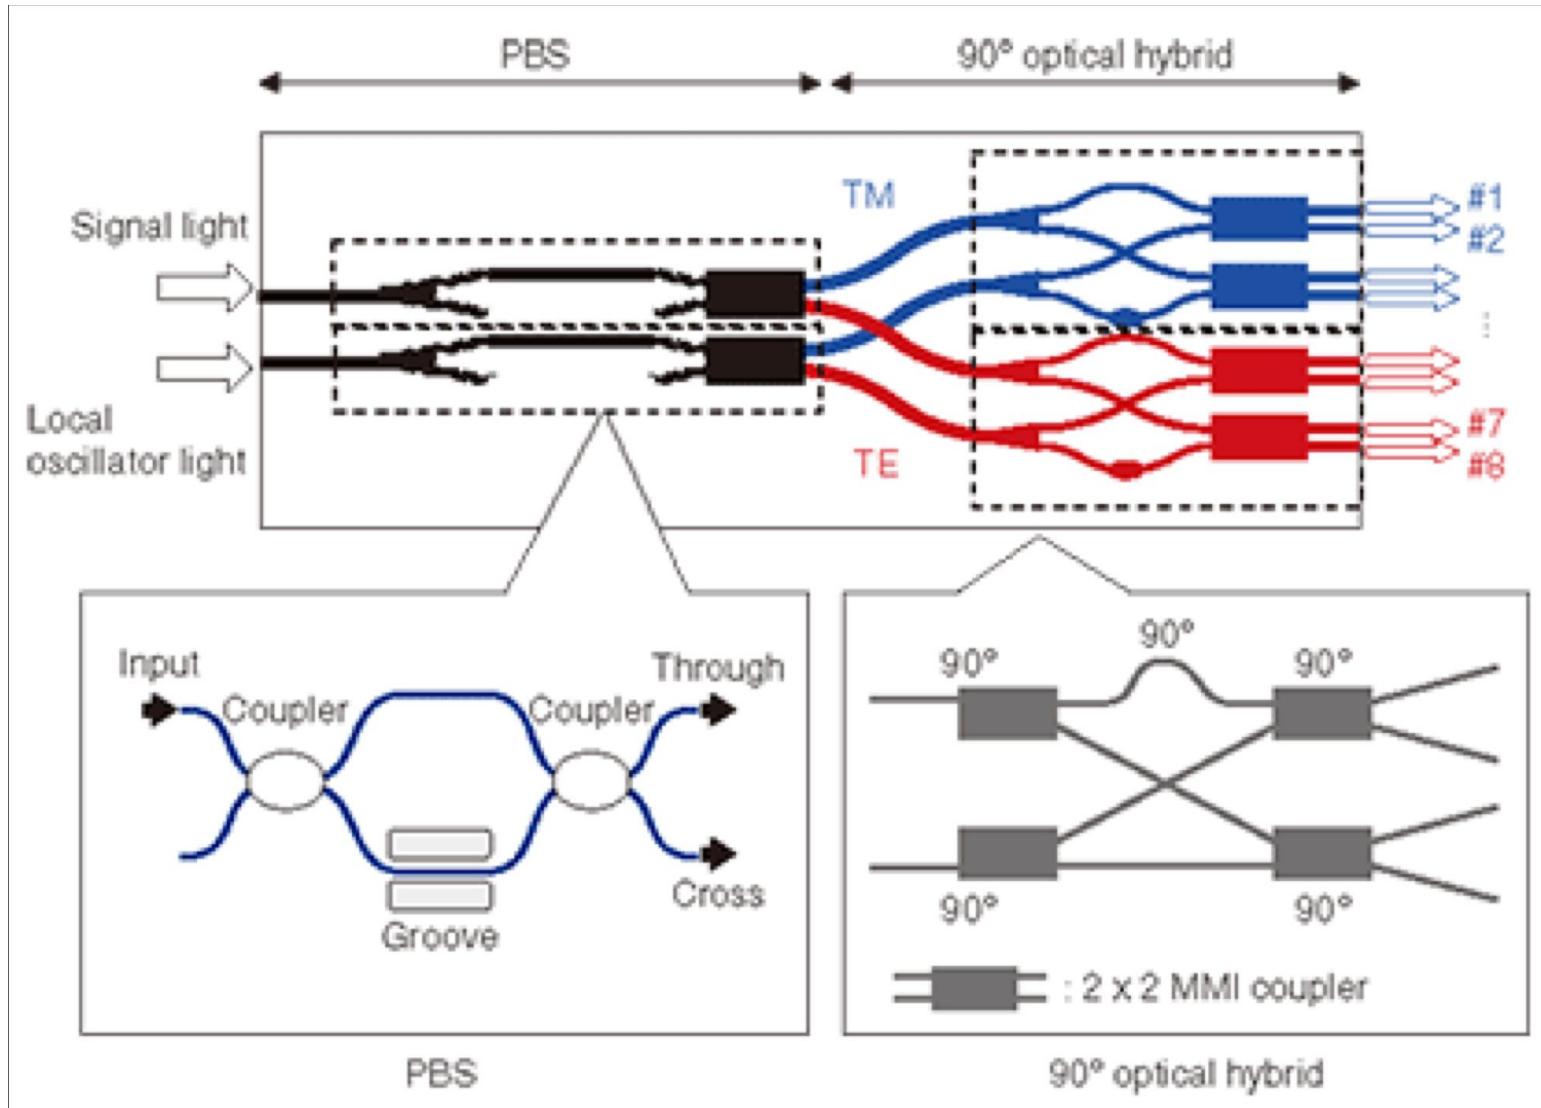 PBS
90° optical hybrid
TM
#1
Signal light
#2
Local
oscillator light
TE
#7
#8
Input
Through
Coupler
Coupler
Cross
Groove
90°
90°
90°
90°
90°
: 2 x 2 MMI coupler
PBS
90° optical hybrid